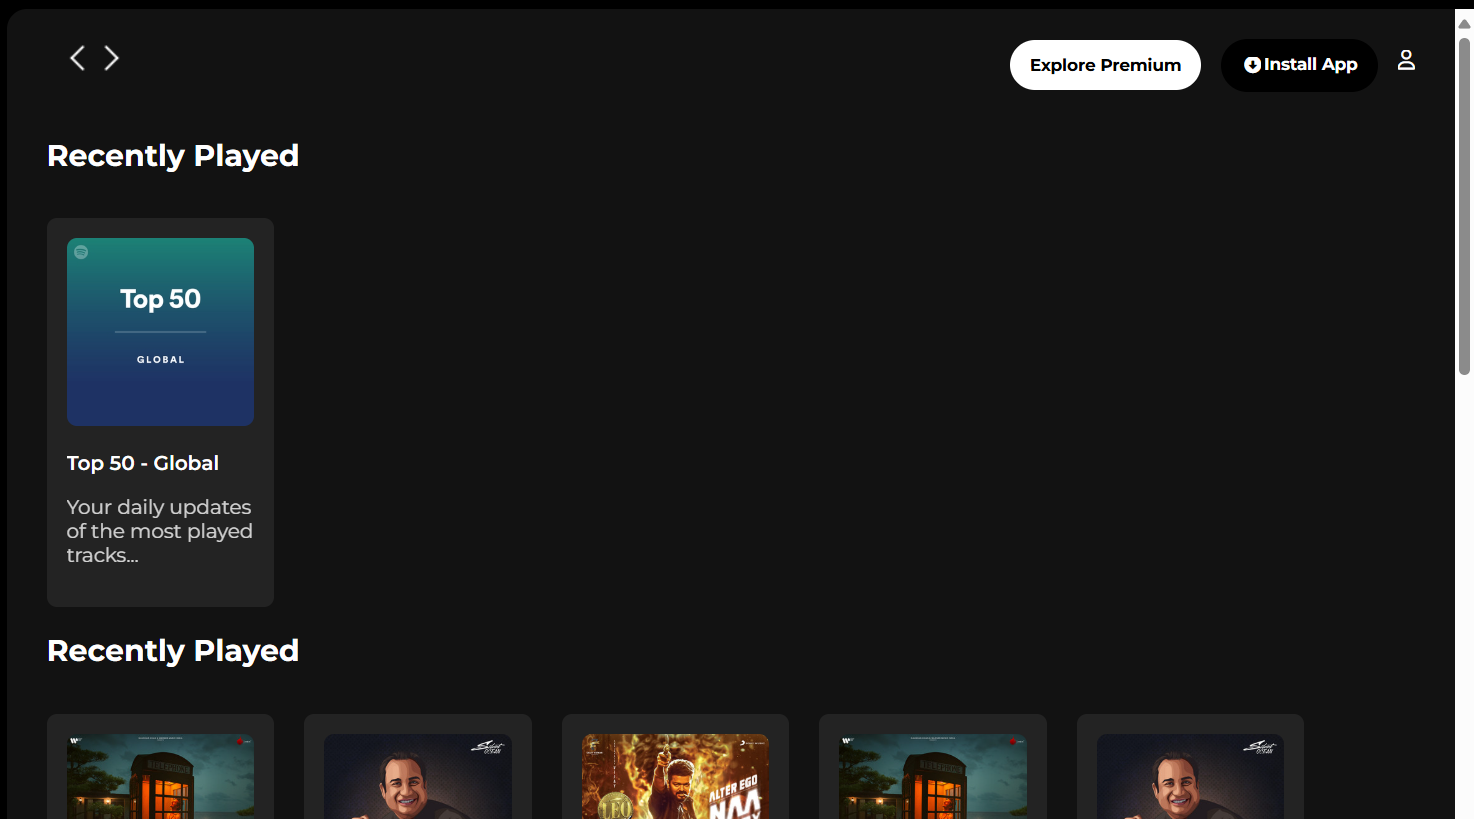 Explore Premium
Install App
Recently Played
Top 50
GLOBAL
Top 50 - Global
Your daily updates
of the most played
tracks...
Recently Played
TELEPHONE
LEO
ALTER EGO
NAA